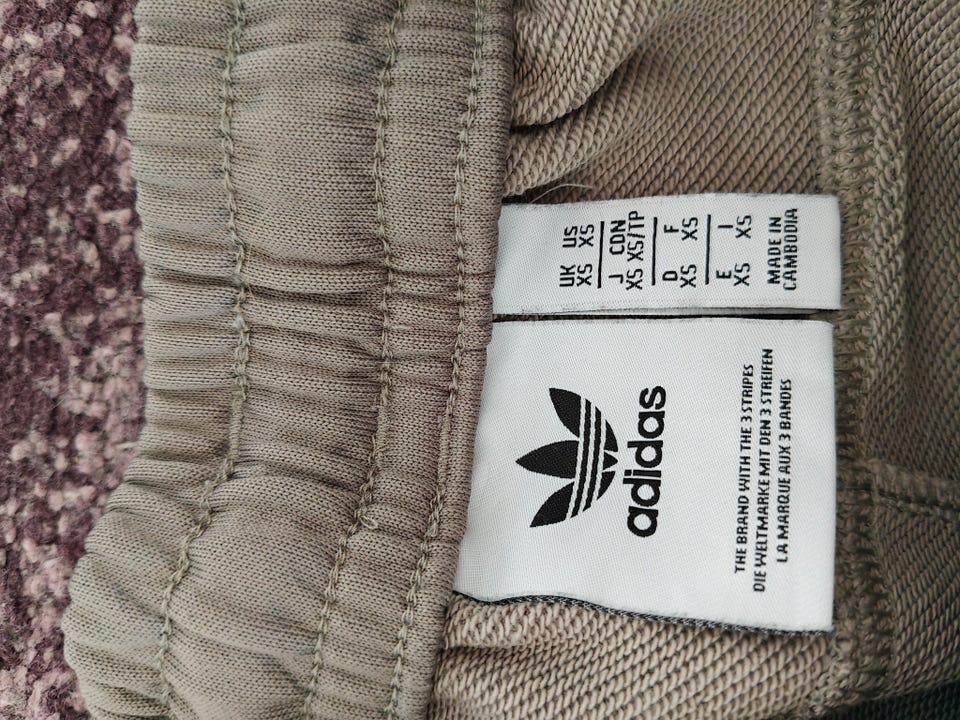 UK US
XS XS
J CDN
XS XS/TP
D F
XS XS
E I
XS XS
MADE IN
CAMBODIA
adidas
THE BRAND WITH THE 3 STRIPES
DIE WELTMARKE MIT DEN 3 STREIFEN
LA MARQUE AUX 3 BANDES